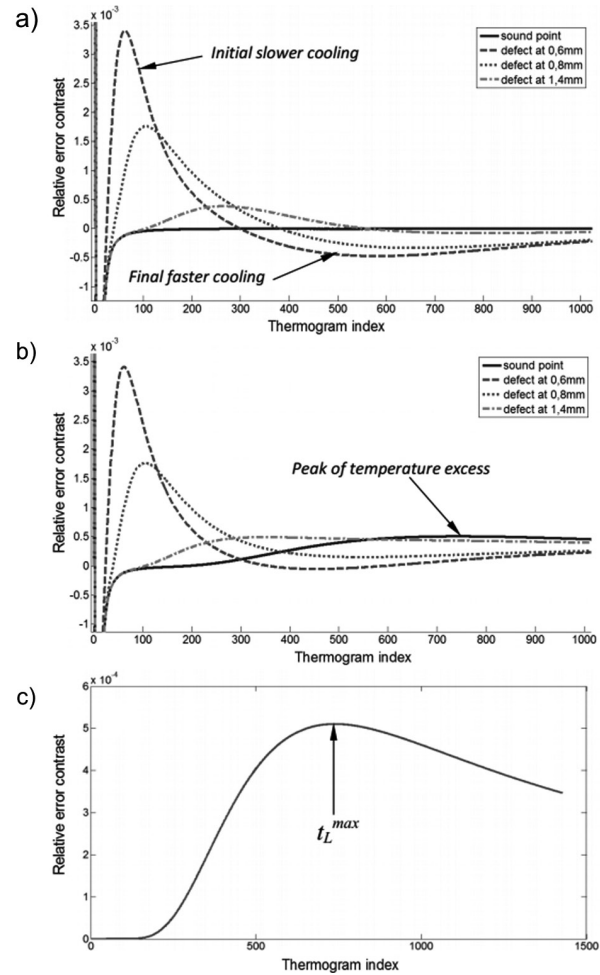 a)
x 10⁻³
3.5
3
2.5
2
1.5
1
0.5
0
-0.5
-1
Relative error contrast
Initial slower cooling
Final faster cooling
sound point
defect at 0,6mm
defect at 0,8mm
defect at 1,4mm
0 100 200 300 400 500 600 700 800 900 1000
Thermogram index
b)
x 10⁻³
3.5
3
2.5
2
1.5
1
0.5
0
-0.5
-1
Relative error contrast
sound point
defect at 0,6mm
defect at 0,8mm
defect at 1,4mm
Peak of temperature excess
0 100 200 300 400 500 600 700 800 900 1000
Thermogram index
c)
x 10⁻⁴
6
5
4
3
2
1
0
Relative error contrast
t_L^max
0 500 1000 1500
Thermogram index